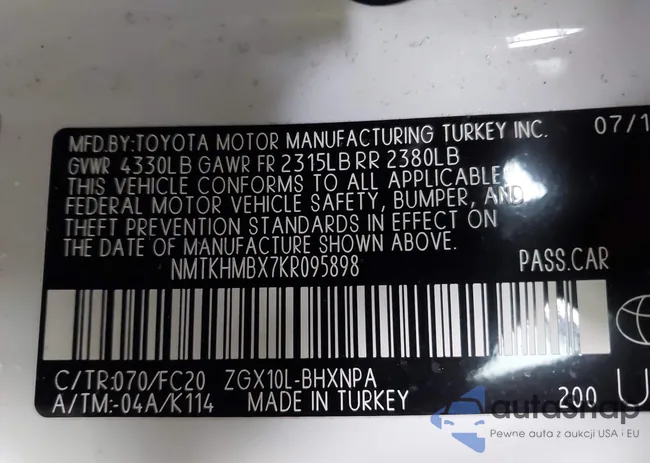 MFD.BY:TOYOTA MOTOR MANUFACTURING TURKEY INC. 07/1
GVWR 4330LB GAWR FR 2315LB RR 2380LB
THIS VEHICLE CONFORMS TO ALL APPLICABLE
FEDERAL MOTOR VEHICLE SAFETY, BUMPER, AND
THEFT PREVENTION STANDARDS IN EFFECT ON
THE DATE OF MANUFACTURE SHOWN ABOVE.
NMTKHMBX7KR095898 PASS.CAR
C/TR:070/FC20 ZGX10L-BHXNPA
A/TM:-04A/K114 MADE IN TURKEY 200 U
autasnap
Pewne auta z aukcji USA i EU